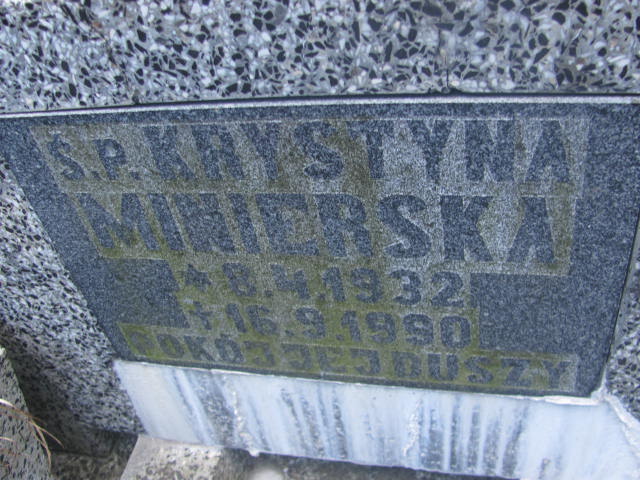 Ś.P. KRYSTYNA
MINIERSKA
* 8.4.1932
† 16.9.1990
POKÓJ JEJ DUSZY